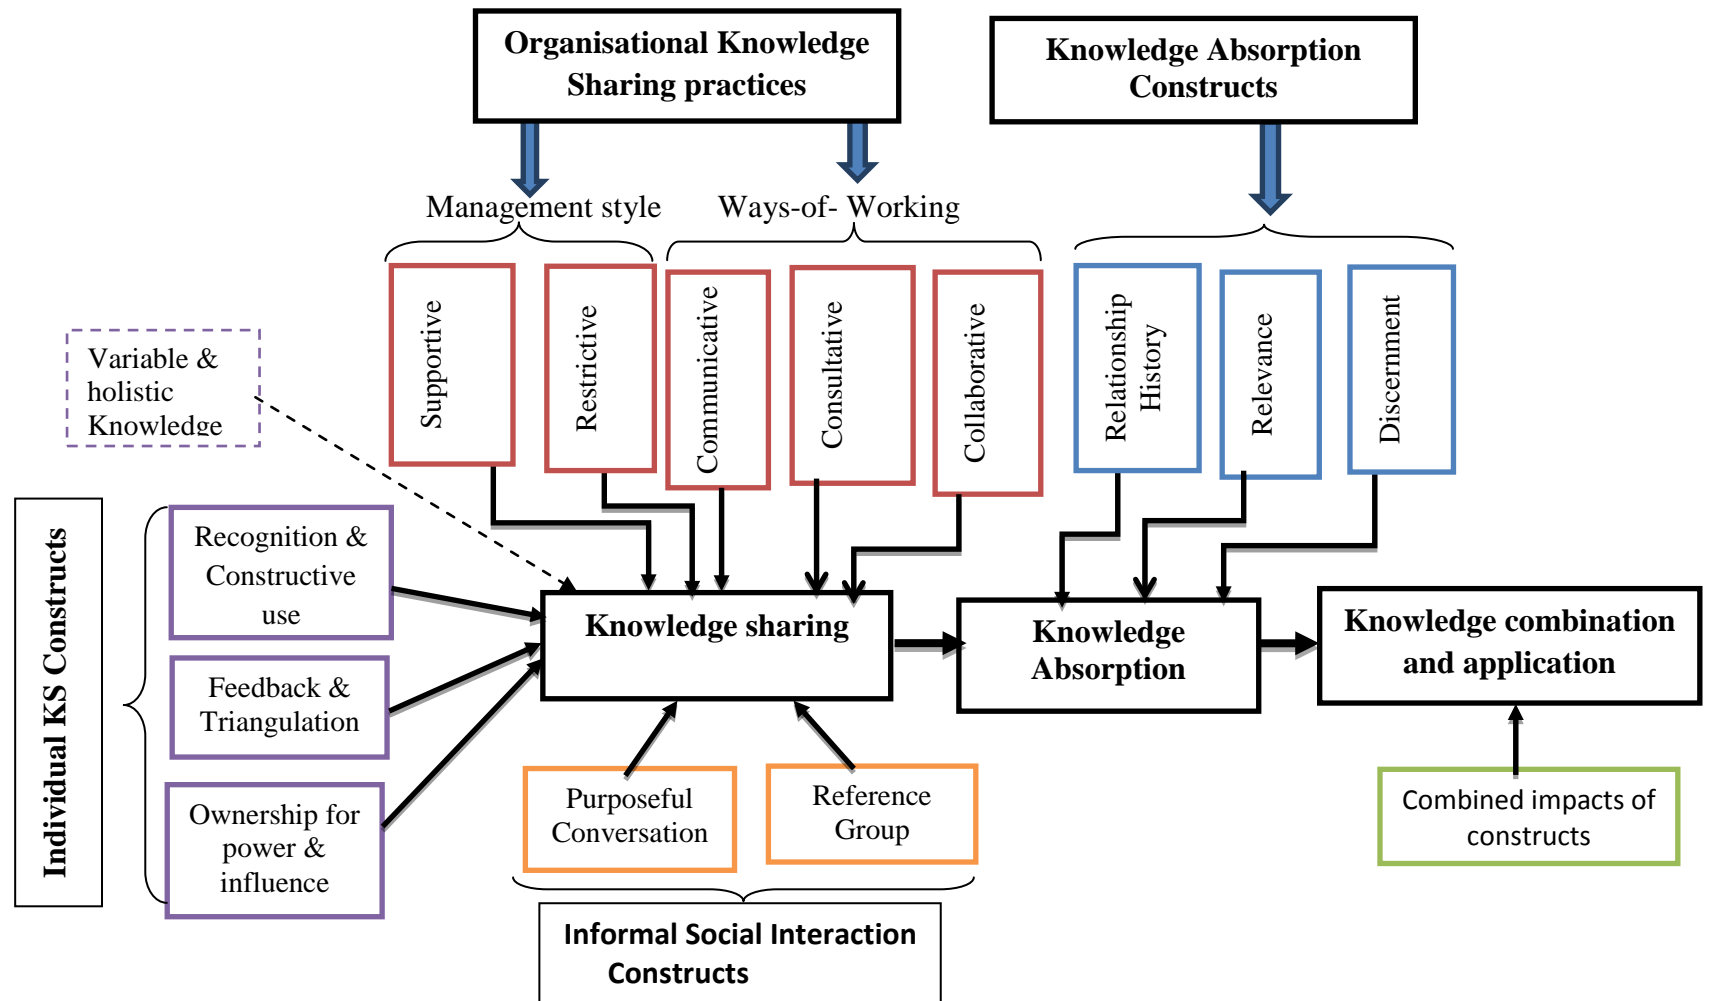 Organisational Knowledge
Sharing practices
Knowledge Absorption
Constructs
Management style
Ways-of- Working
Supportive
Restrictive
Communicative
Consultative
Collaborative
Relationship
History
Relevance
Discernment
Variable &
holistic
Knowledge
Individual KS Constructs
Recognition &
Constructive
use
Feedback &
Triangulation
Ownership for
power &
influence
Knowledge sharing
Knowledge
Absorption
Knowledge combination
and application
Purposeful
Conversation
Reference
Group
Combined impacts of
constructs
Informal Social Interaction
Constructs